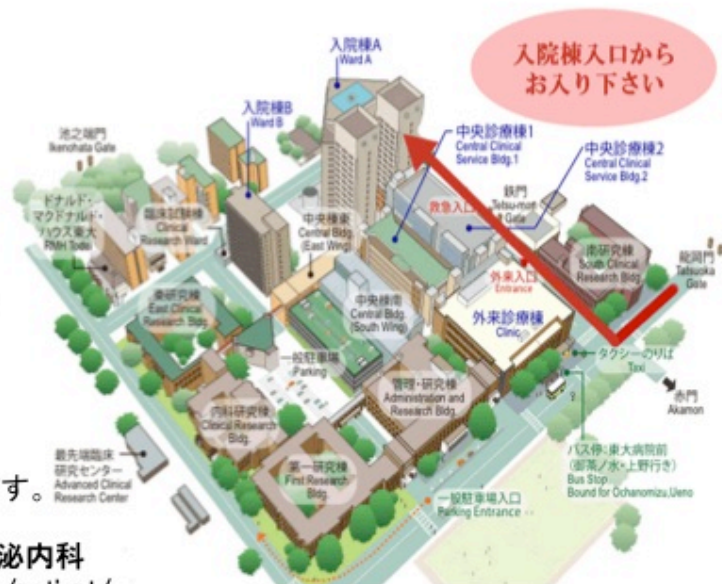 入院棟入口から
お入り下さい
入院棟A
Ward A
入院棟B
Ward B
池之端門
Ikenohata Gate
中央診療棟1
Central Clinical
Service Bldg.1
中央診療棟2
Central Clinical
Service Bldg.2
鉄門
Tetsu-mon
Gate
救急入口
ドナルド・
マクドナルド・
ハウス東大
RMH Todai
臨床試験棟
Clinical
Research Ward
中央棟東
Central Bldg.
(East Wing)
南研究棟
South Clinical
Research Bldg.
龍岡門
Tatsuoka
Gate
外来入口
Entrance
東研究棟
East Clinical
Research Bldg.
中央棟南
Central Bldg.
(South Wing)
外来診療棟
Clinic
一般駐車場
Parking
タクシーのりば
Taxi
管理・研究棟
Administration and
Research Bldg.
赤門
Akamon
内科研究棟
Clinical Research
Bldg.
バス停:東大病院前
(御茶ノ水・上野行き)
Bus Stop
Bound for Ochanomizu,Ueno
最先端臨床
研究センター
Advanced Clinical
Research Center
第一研究棟
First Research
Bldg.
一般駐車場入口
Parking Entrance
す。
泌内科